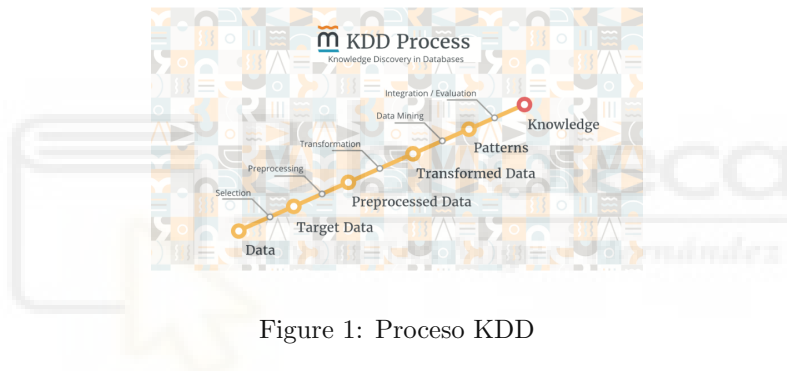 m KDD Process
Knowledge Discovery in Databases
Integration / Evaluation
Knowledge
Data Mining
Patterns
Transformation
Transformed Data
Preprocessing
Preprocessed Data
Selection
Target Data
Data
Figure 1: Proceso KDD